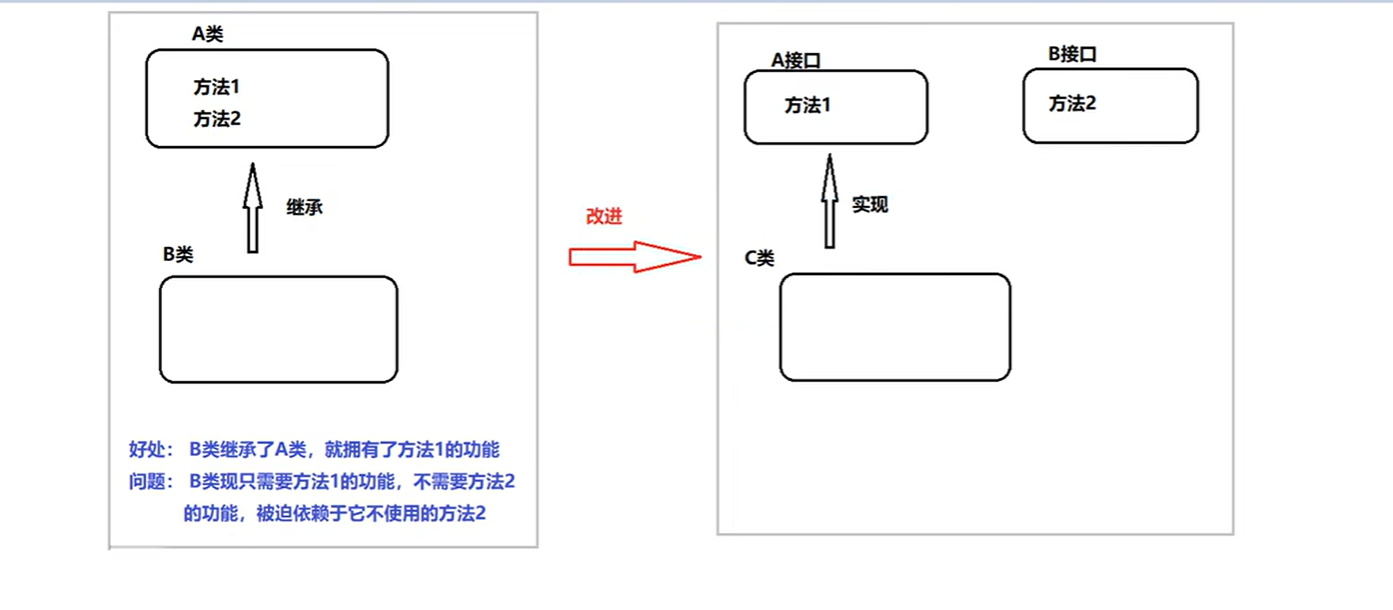 A类
方法1
方法2
继承
B类
好处： B类继承了A类，就拥有了方法1的功能
问题： B类现只需要方法1的功能，不需要方法2
的功能，被迫依赖于它不使用的方法2
改进
A接口
方法1
B接口
方法2
实现
C类